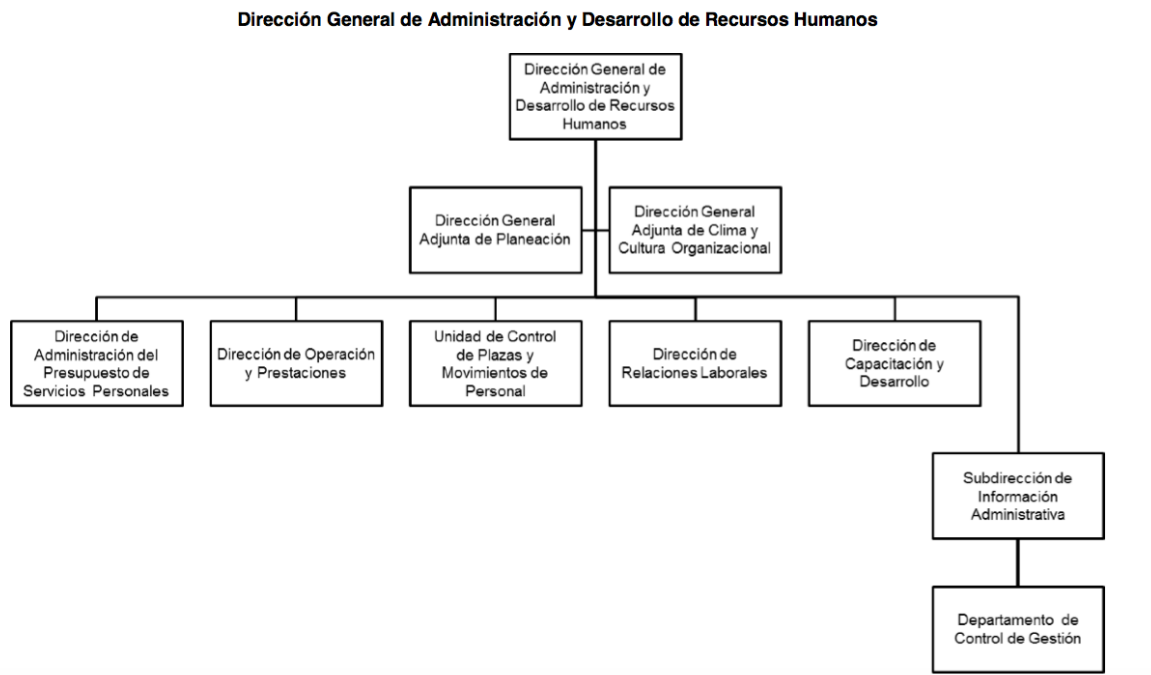 Dirección General de Administración y Desarrollo de Recursos Humanos
Dirección General de
Administración y
Desarrollo de Recursos
Humanos
Dirección General
Adjunta de Planeación
Dirección General
Adjunta de Clima y
Cultura Organizacional
Dirección de
Administración del
Presupuesto de
Servicios Personales
Dirección de Operación
y Prestaciones
Unidad de Control
de Plazas y
Movimientos de
Personal
Dirección de
Relaciones Laborales
Dirección de
Capacitación y
Desarrollo
Subdirección de
Información
Administrativa
Departamento de
Control de Gestión